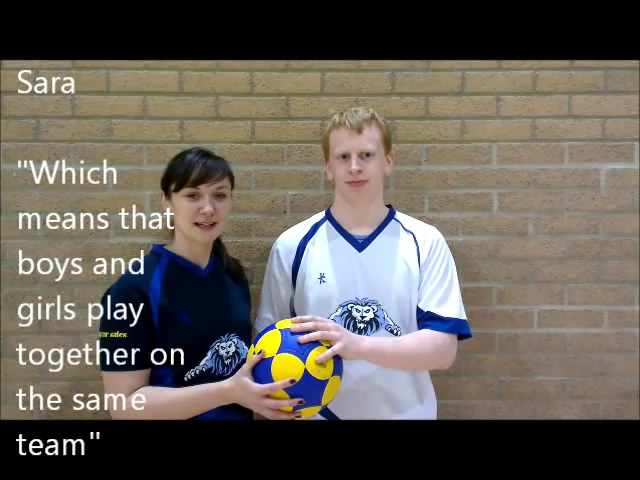 Sara
"Which
means that
boys and
girls play
together on
the same
team"